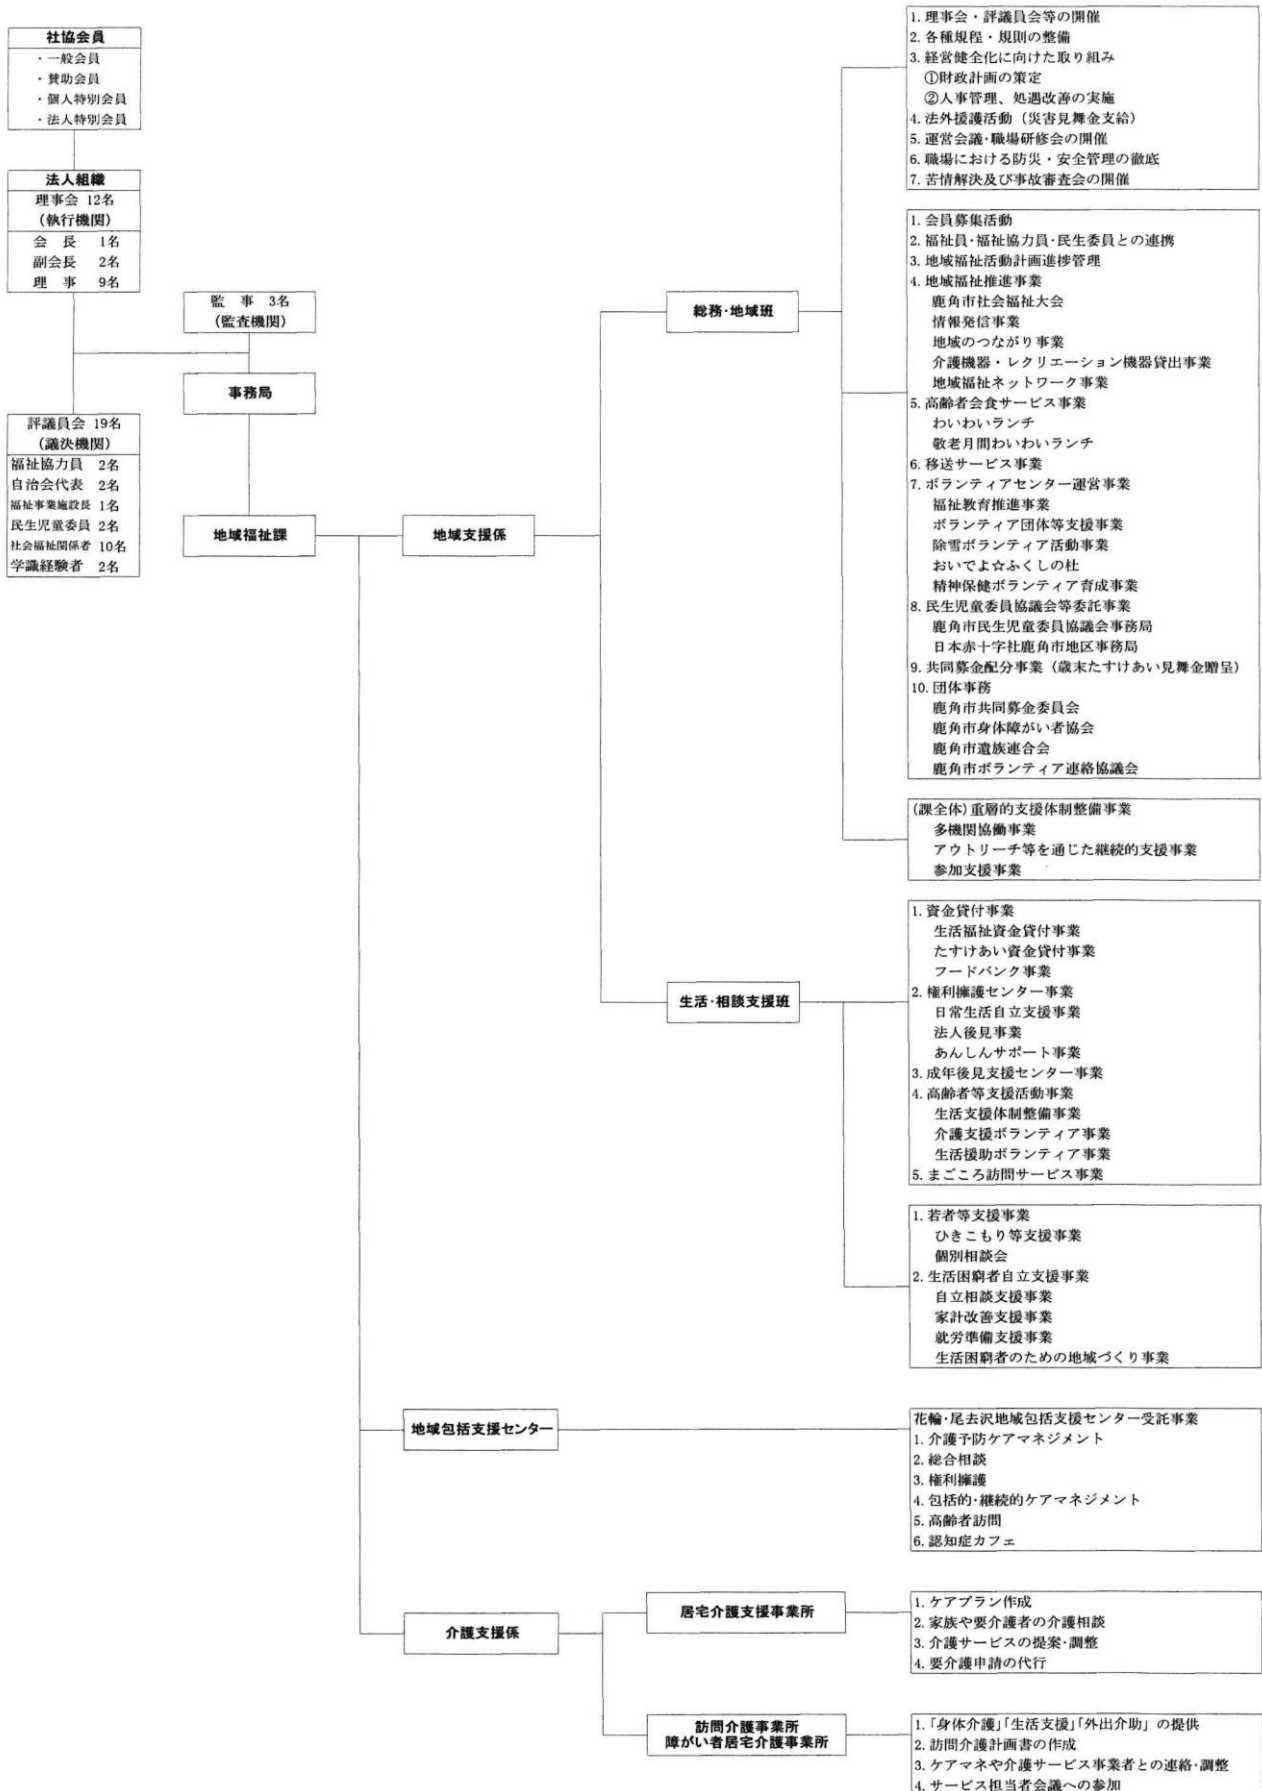 社協会員
・一般会員
・賛助会員
・個人特別会員
・法人特別会員
法人組織
理事会 12名
(執行機関)
会　長　1名
副会長　2名
理　事　9名
監　事　3名
(監査機関)
事務局
評議員会 19名
(議決機関)
福祉協力員　2名
自治会代表　2名
福祉事業施設長　1名
民生児童委員　2名
社会福祉関係者　10名
学識経験者　2名
地域福祉課
地域支援係
総務･地域班
1. 理事会・評議員会等の開催
2. 各種規程・規則の整備
3. 経営健全化に向けた取り組み
①財政計画の策定
②人事管理、処遇改善の実施
4. 法外援護活動（災害見舞金支給）
5. 運営会議･職場研修会の開催
6. 職場における防災・安全管理の徹底
7. 苦情解決及び事故審査会の開催
1. 会員募集活動
2. 福祉員･福祉協力員･民生委員との連携
3. 地域福祉活動計画進捗管理
4. 地域福祉推進事業
鹿角市社会福祉大会
情報発信事業
地域のつながり事業
介護機器・レクリエーション機器貸出事業
地域福祉ネットワーク事業
5. 高齢者会食サービス事業
わいわいランチ
敬老月間わいわいランチ
6. 移送サービス事業
7. ボランティアセンター運営事業
福祉教育推進事業
ボランティア団体等支援事業
除雪ボランティア活動事業
おいでよ☆ふくしの杜
精神保健ボランティア育成事業
8. 民生児童委員協議会等委託事業
鹿角市民生児童委員協議会事務局
日本赤十字社鹿角市地区事務局
9. 共同募金配分事業（歳末たすけあい見舞金贈呈）
10. 団体事務
鹿角市共同募金委員会
鹿角市身体障がい者協会
鹿角市遺族連合会
鹿角市ボランティア連絡協議会
(課全体) 重層的支援体制整備事業
多機関協働事業
アウトリーチ等を通じた継続的支援事業
参加支援事業
生活･相談支援班
1. 資金貸付事業
生活福祉資金貸付事業
たすけあい資金貸付事業
フードバンク事業
2. 権利擁護センター事業
日常生活自立支援事業
法人後見事業
あんしんサポート事業
3. 成年後見支援センター事業
4. 高齢者等支援活動事業
生活支援体制整備事業
介護支援ボランティア事業
生活援助ボランティア事業
5. まごころ訪問サービス事業
1. 若者等支援事業
ひきこもり等支援事業
個別相談会
2. 生活困窮者自立支援事業
自立相談支援事業
家計改善支援事業
就労準備支援事業
生活困窮者のための地域づくり事業
地域包括支援センター
花輪･尾去沢地域包括支援センター受託事業
1. 介護予防ケアマネジメント
2. 総合相談
3. 権利擁護
4. 包括的･継続的ケアマネジメント
5. 高齢者訪問
6. 認知症カフェ
介護支援係
居宅介護支援事業所
1. ケアプラン作成
2. 家族や要介護者の介護相談
3. 介護サービスの提案･調整
4. 要介護申請の代行
訪問介護事業所
障がい者居宅介護事業所
1.「身体介護」「生活支援」「外出介助」の提供
2. 訪問介護計画書の作成
3. ケアマネや介護サービス事業者との連絡･調整
4. サービス担当者会議への参加